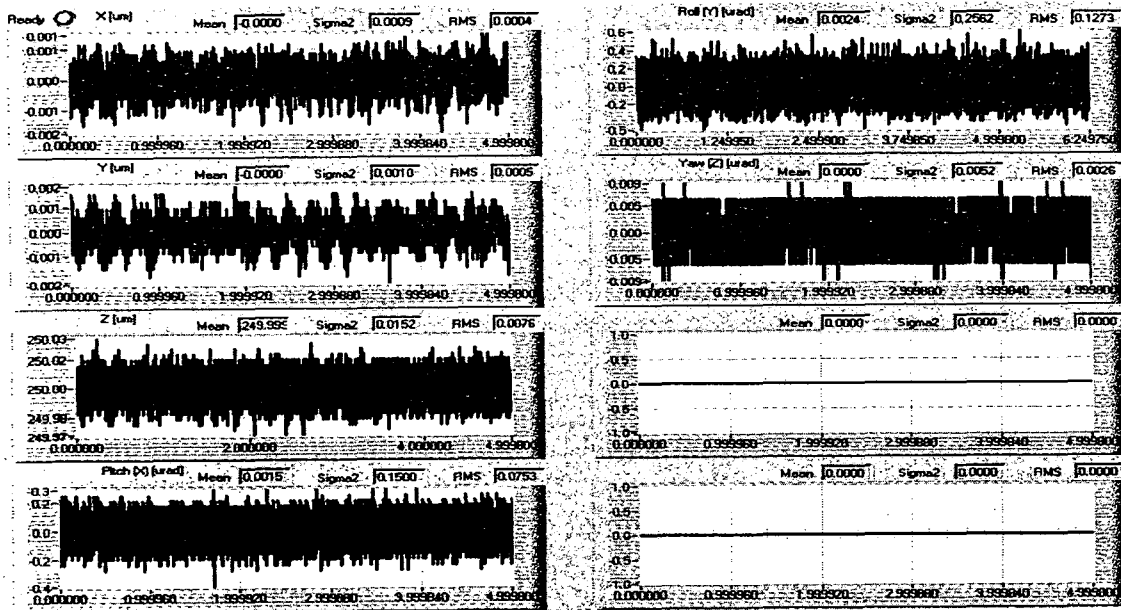 Ready X [um] Mean -0.0000 Sigma2 0.0009 RMS 0.0004
0.001
0.001
0.000
-0.001
-0.002
0.000000 0.999960 1.999920 2.999880 3.999840 4.999800
Y [um] Mean -0.0000 Sigma2 0.0010 RMS 0.0005
0.002
0.001
0.000
-0.001
-0.002
0.000000 0.999960 1.999920 2.999880 3.999840 4.999800
Z [um] Mean 249.999 Sigma2 0.0152 RMS 0.0076
250.03
250.02
250.00
249.98
249.97
0.000000 2.000000 4.000000 4.999800
Pitch (X) [urad] Mean 0.0015 Sigma2 0.1500 RMS 0.0753
0.3
0.2
0.0
-0.2
-0.4
0.000000 0.999960 1.999920 2.999880 3.999840 4.999800
Roll (Y) [urad] Mean 0.0024 Sigma2 0.2562 RMS 0.1273
0.6
0.4
0.2
0.0
-0.2
0.5
0.000000 1.249950 2.499900 3.749850 4.999800 6.249750
Yaw (Z) [urad] Mean 0.0000 Sigma2 0.0052 RMS 0.0026
0.009
0.005
0.000
0.005
0.009
0.000000 0.999960 1.999920 2.999880 3.999840 4.999800
Mean 0.0000 Sigma2 0.0000 RMS 0.0000
1.0
0.5
0.0
-0.5
-1.0
0.000000 0.999960 1.999920 2.999880 3.999840 4.999800
Mean 0.0000 Sigma2 0.0000 RMS 0.0000
1.0
0.5
0.0
-0.5
-1.0
0.000000 0.999960 1.999920 2.999880 3.999840 4.999800